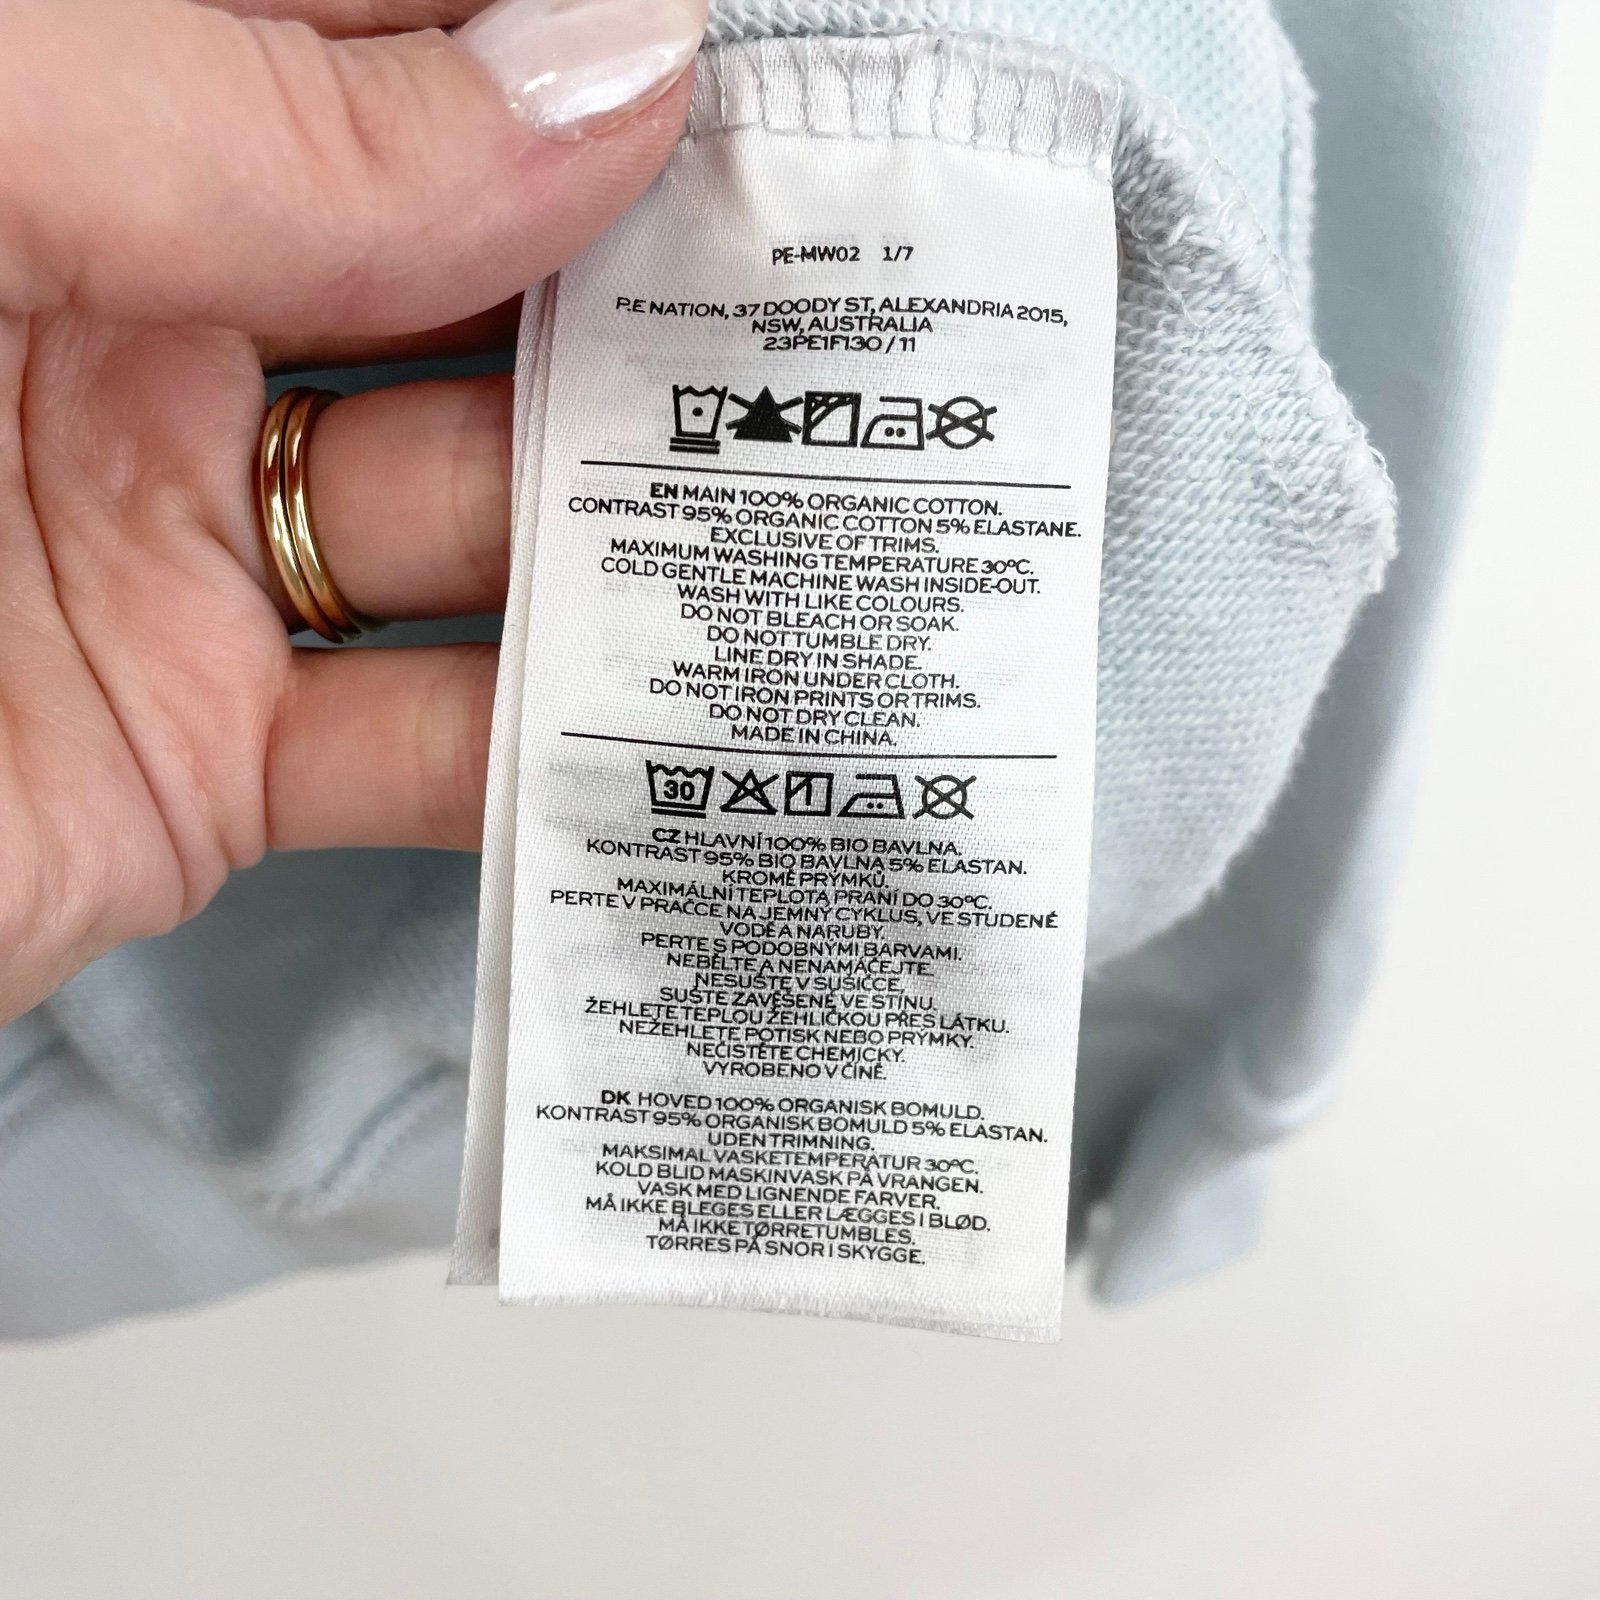 PE-MW02 1/7
P.E NATION, 37 DOODY ST, ALEXANDRIA 2015,
NSW, AUSTRALIA
23PE1F130 / 11
EN MAIN 100% ORGANIC COTTON.
CONTRAST 95% ORGANIC COTTON 5% ELASTANE.
EXCLUSIVE OF TRIMS.
MAXIMUM WASHING TEMPERATURE 30ºC.
COLD GENTLE MACHINE WASH INSIDE-OUT.
WASH WITH LIKE COLOURS.
DO NOT BLEACH OR SOAK.
DO NOT TUMBLE DRY.
LINE DRY IN SHADE.
WARM IRON UNDER CLOTH.
DO NOT IRON PRINTS OR TRIMS.
DO NOT DRY CLEAN.
MADE IN CHINA.
30
CZ HLAVNÍ 100% BIO BAVLNA.
KONTRAST 95% BIO BAVLNA 5% ELASTAN.
KROMĚ PRÝMKŮ.
MAXIMÁLNÍ TEPLOTA PRANÍ DO 30ºC.
PERTE V PRAČCE NA JEMNÝ CYKLUS, VE STUDENÉ
VODĚ A NARUBY.
PERTE S PODOBNÝMI BARVAMI.
NEBĚLTE A NENAMÁČEJTE.
NESUŠTE V SUŠIČCE,
SUŠTE ZAVĚŠENÉ VE STÍNU.
ŽEHLETE TEPLOU ŽEHLIČKOU PŘES LÁTKU.
NEŽEHLETE POTISK NEBO PRÝMKY.
NEČISTĚTE CHEMICKY.
VYROBENO V ČÍNĚ.
DK HOVED 100% ORGANISK BOMULD.
KONTRAST 95% ORGANISK BOMULD 5% ELASTAN.
UDEN TRIMNING.
MAKSIMAL VASKETEMPERATUR 30ºC.
KOLD BLID MASKINVASK PÅ VRANGEN.
VASK MED LIGNENDE FARVER.
MÅ IKKE BLEGES ELLER LÆGGES I BLØD.
MÅ IKKE TØRRETUMBLES.
TØRRES PÅ SNOR I SKYGGE.